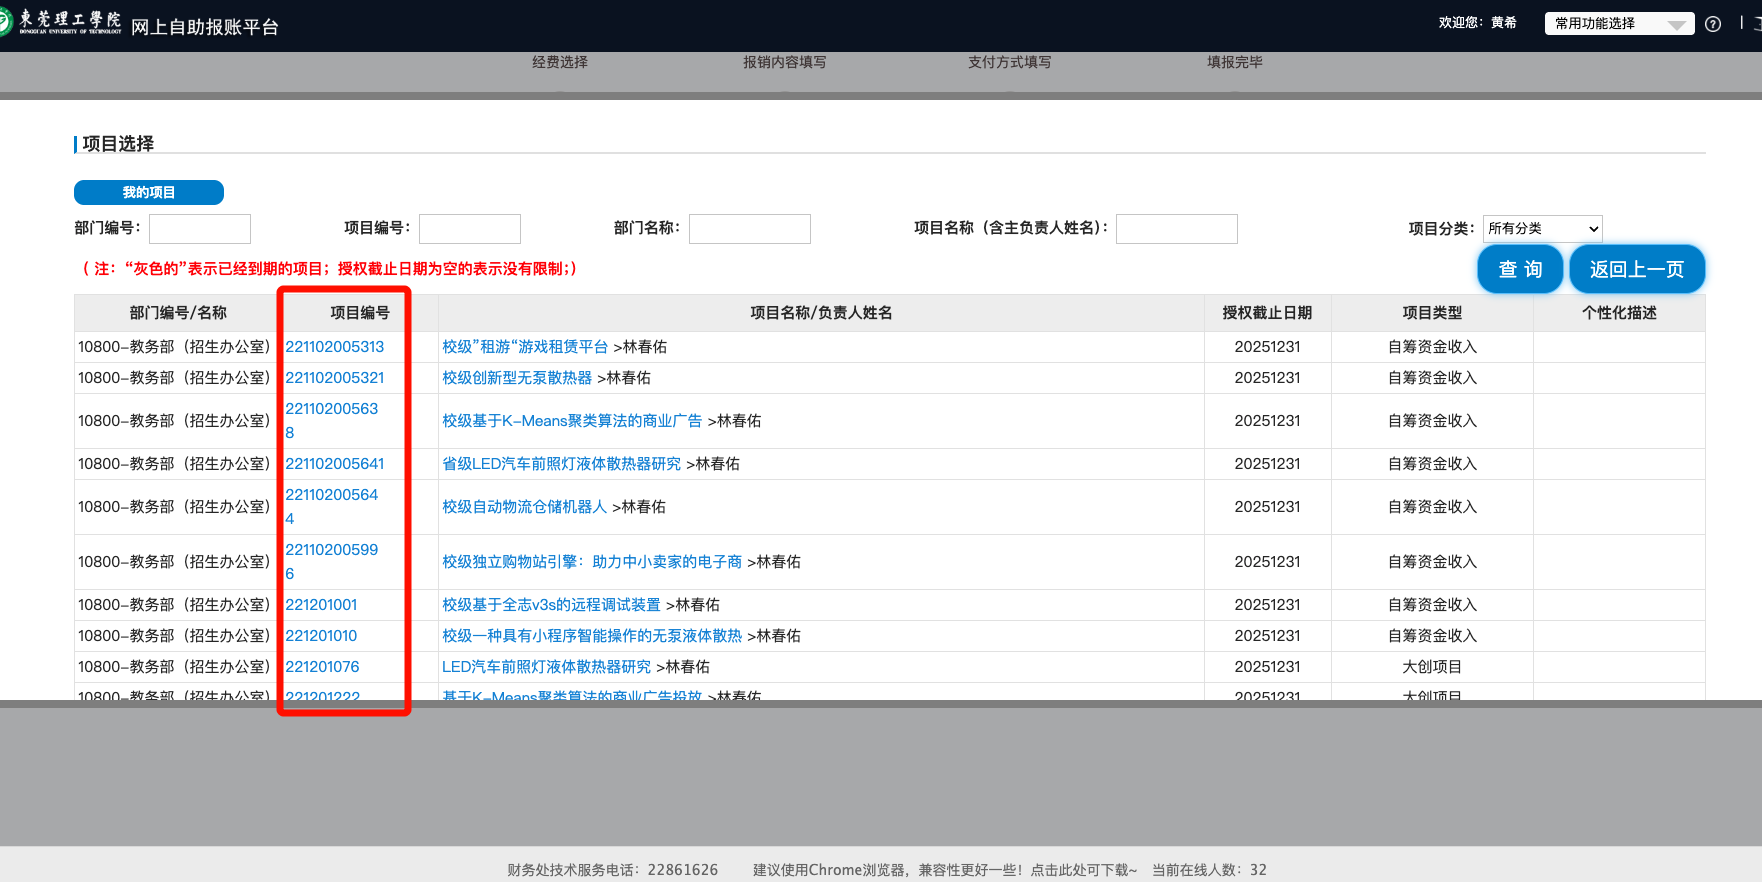 東莞理工學院
DONGGUAN UNIVERSITY OF TECHNOLOGY
网上自助报账平台
欢迎您：黄希
常用功能选择
经费选择 报销内容填写 支付方式填写 填报完毕
项目选择
我的项目
部门编号： 项目编号： 部门名称： 项目名称（含主负责人姓名）： 项目分类： 所有分类
（ 注：“灰色的”表示已经到期的项目；授权截止日期为空的表示没有限制；）
查 询 返回上一页
部门编号/名称 项目编号 项目名称/负责人姓名 授权截止日期 项目类型 个性化描述
10800-教务部（招生办公室） 221102005313 校级”租游“游戏租赁平台 >林春佑 20251231 自筹资金收入
10800-教务部（招生办公室） 221102005321 校级创新型无泵散热器 >林春佑 20251231 自筹资金收入
10800-教务部（招生办公室） 221102005638 校级基于K-Means聚类算法的商业广告 >林春佑 20251231 自筹资金收入
10800-教务部（招生办公室） 221102005641 省级LED汽车前照灯液体散热器研究 >林春佑 20251231 自筹资金收入
10800-教务部（招生办公室） 221102005644 校级自动物流仓储机器人 >林春佑 20251231 自筹资金收入
10800-教务部（招生办公室） 221102005996 校级独立购物站引擎：助力中小卖家的电子商 >林春佑 20251231 自筹资金收入
10800-教务部（招生办公室） 221201001 校级基于全志v3s的远程调试装置 >林春佑 20251231 自筹资金收入
10800-教务部（招生办公室） 221201010 校级一种具有小程序智能操作的无泵液体散热 >林春佑 20251231 自筹资金收入
10800-教务部（招生办公室） 221201076 LED汽车前照灯液体散热器研究 >林春佑 20251231 大创项目
10800-教务部（招生办公室） 221201222 基于K-Means聚类算法的商业广告投放 >林春佑 20251231 大创项目
财务处技术服务电话：22861626 建议使用Chrome浏览器，兼容性更好一些！点击此处可下载~ 当前在线人数：32